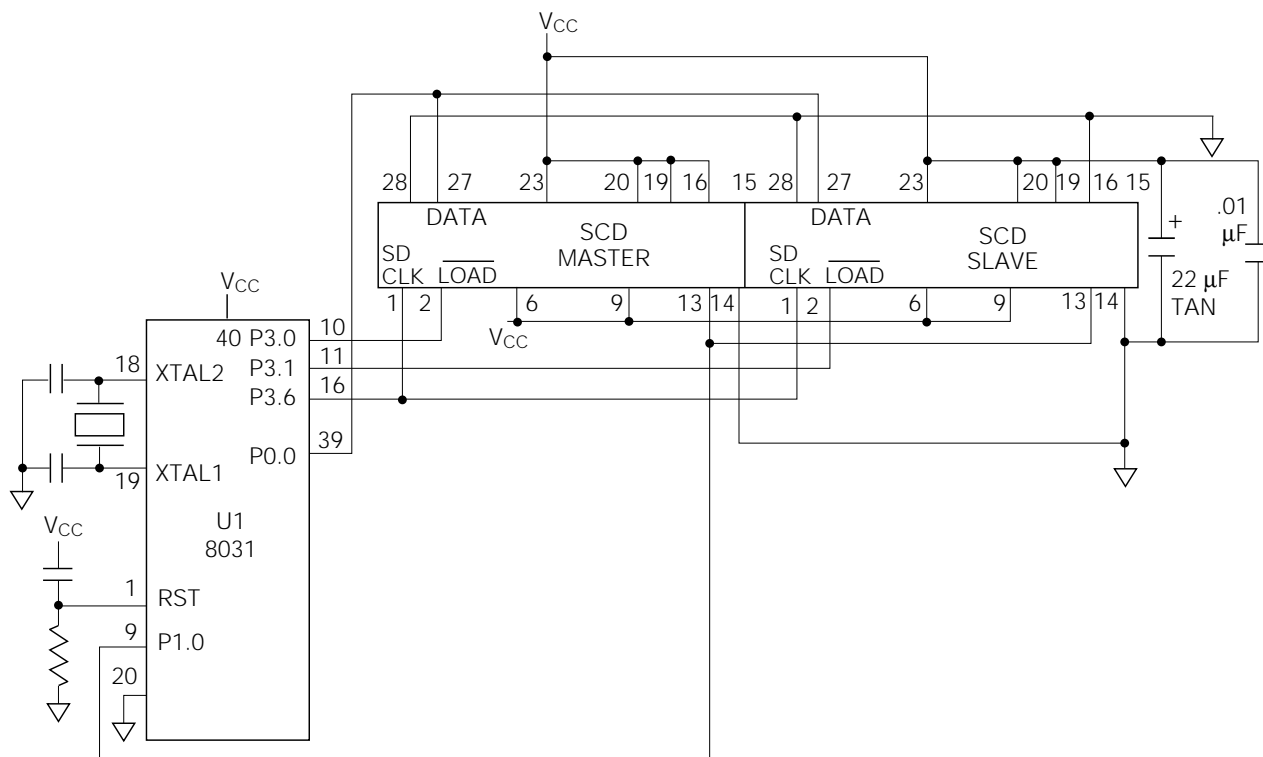 VCC
28 27 23 20 19 16 15 28 27 23 20 19 16 15
DATA
SCD
MASTER
SD
CLK
LOAD
DATA
SCD
SLAVE
SD
CLK
LOAD
+
.01
µF
22 µF
TAN
1 2 6 9 13 14 1 2 6 9 13 14
VCC
VCC
40 P3.0 10
18 XTAL2
P3.1 11
P3.6 16
39
P0.0
19 XTAL1
U1
8031
VCC
1 RST
9 P1.0
20